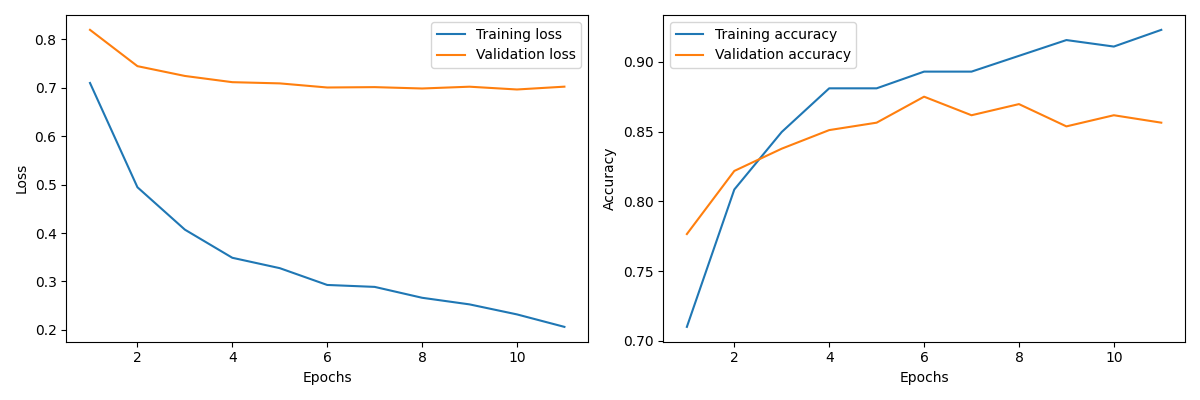 Training loss
Validation loss
0.8
0.7
0.6
0.5
0.4
0.3
0.2
Loss
2
4
6
8
10
Epochs
Training accuracy
Validation accuracy
0.90
0.85
0.80
0.75
0.70
Accuracy
2
4
6
8
10
Epochs